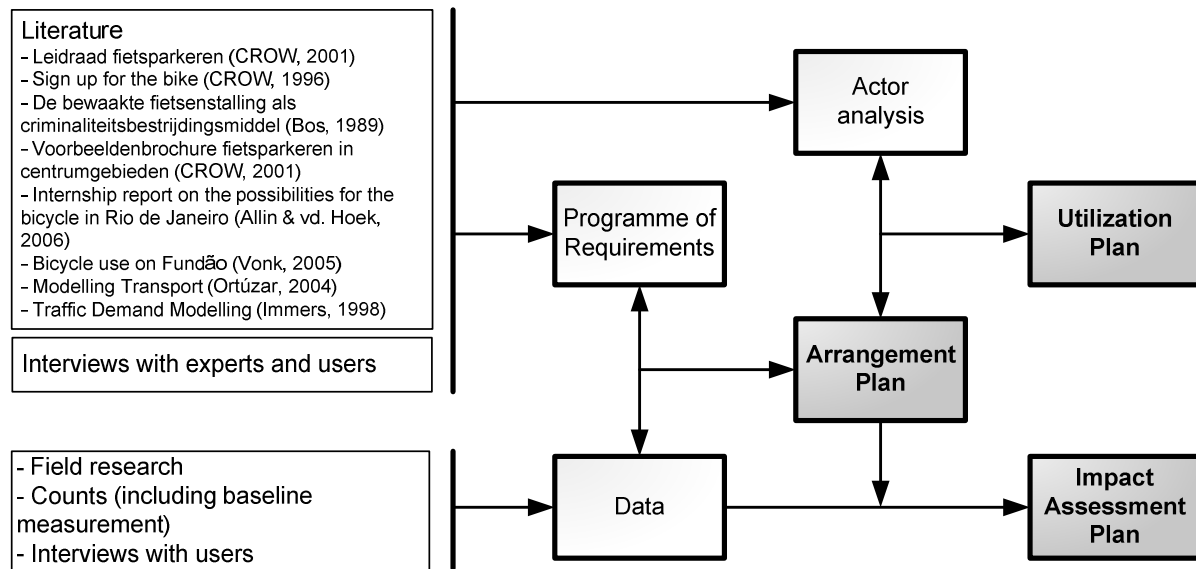 Literature
- Leidraad fietsparkeren (CROW, 2001)
- Sign up for the bike (CROW, 1996)
- De bewaakte fietsenstalling als
criminaliteitsbestrijdingsmiddel (Bos, 1989)
- Voorbeeldenbrochure fietsparkeren in
centrumgebieden (CROW, 2001)
- Internship report on the possibilities for the
bicycle in Rio de Janeiro (Allin & vd. Hoek,
2006)
- Bicycle use on Fundão (Vonk, 2005)
- Modelling Transport (Ortúzar, 2004)
- Traffic Demand Modelling (Immers, 1998)
Interviews with experts and users
- Field research
- Counts (including baseline
measurement)
- Interviews with users
Actor
analysis
Programme of
Requirements
Utilization
Plan
Arrangement
Plan
Data
Impact
Assessment
Plan